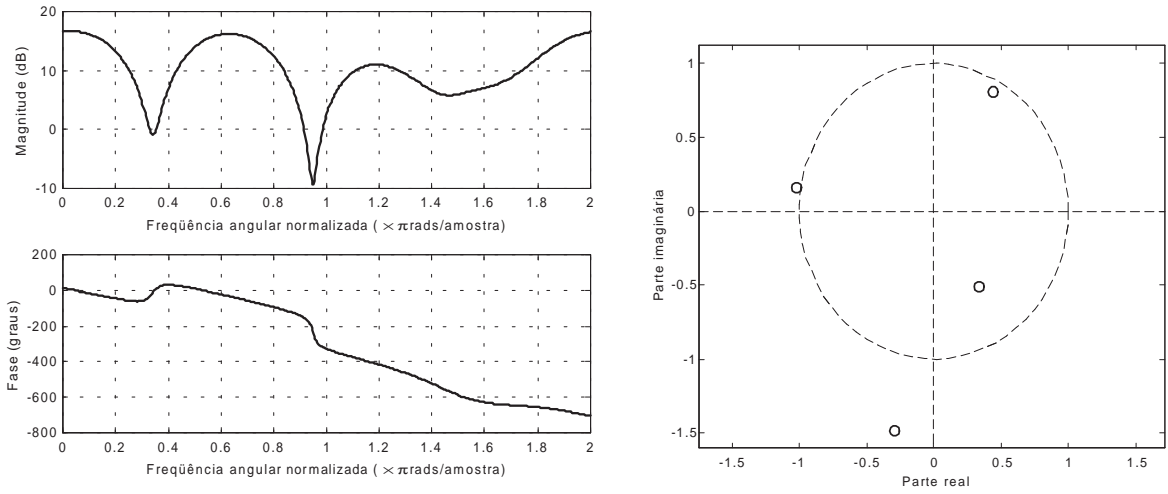 20
10
0
-10
Magnitude (dB)
0 0.2 0.4 0.6 0.8 1 1.2 1.4 1.6 1.8 2
Freqüência angular normalizada ( ×π rads/amostra)
200
0
-200
-400
-600
-800
Fase (graus)
0 0.2 0.4 0.6 0.8 1 1.2 1.4 1.6 1.8 2
Freqüência angular normalizada ( ×π rads/amostra)
1
0.5
0
-0.5
-1
-1.5
Parte imaginária
-1.5 -1 -0.5 0 0.5 1 1.5
Parte real